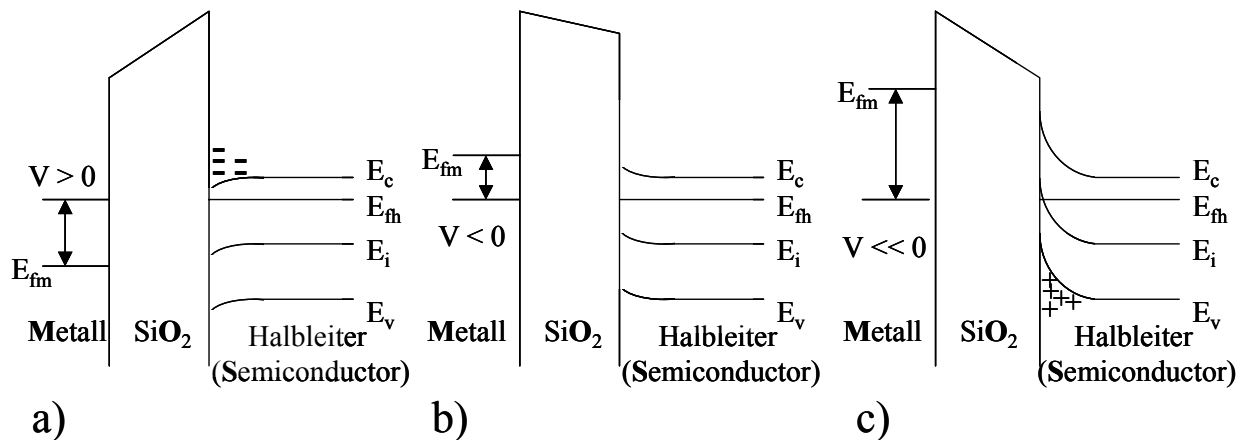 V > 0
E_fm
E_c
E_fh
E_i
E_v
Metall
SiO₂
Halbleiter
(Semiconductor)
a)
E_fm
V < 0
E_c
E_fh
E_i
E_v
Metall
SiO₂
Halbleiter
(Semiconductor)
b)
E_fm
V << 0
E_c
E_fh
E_i
E_v
Metall
SiO₂
Halbleiter
(Semiconductor)
c)